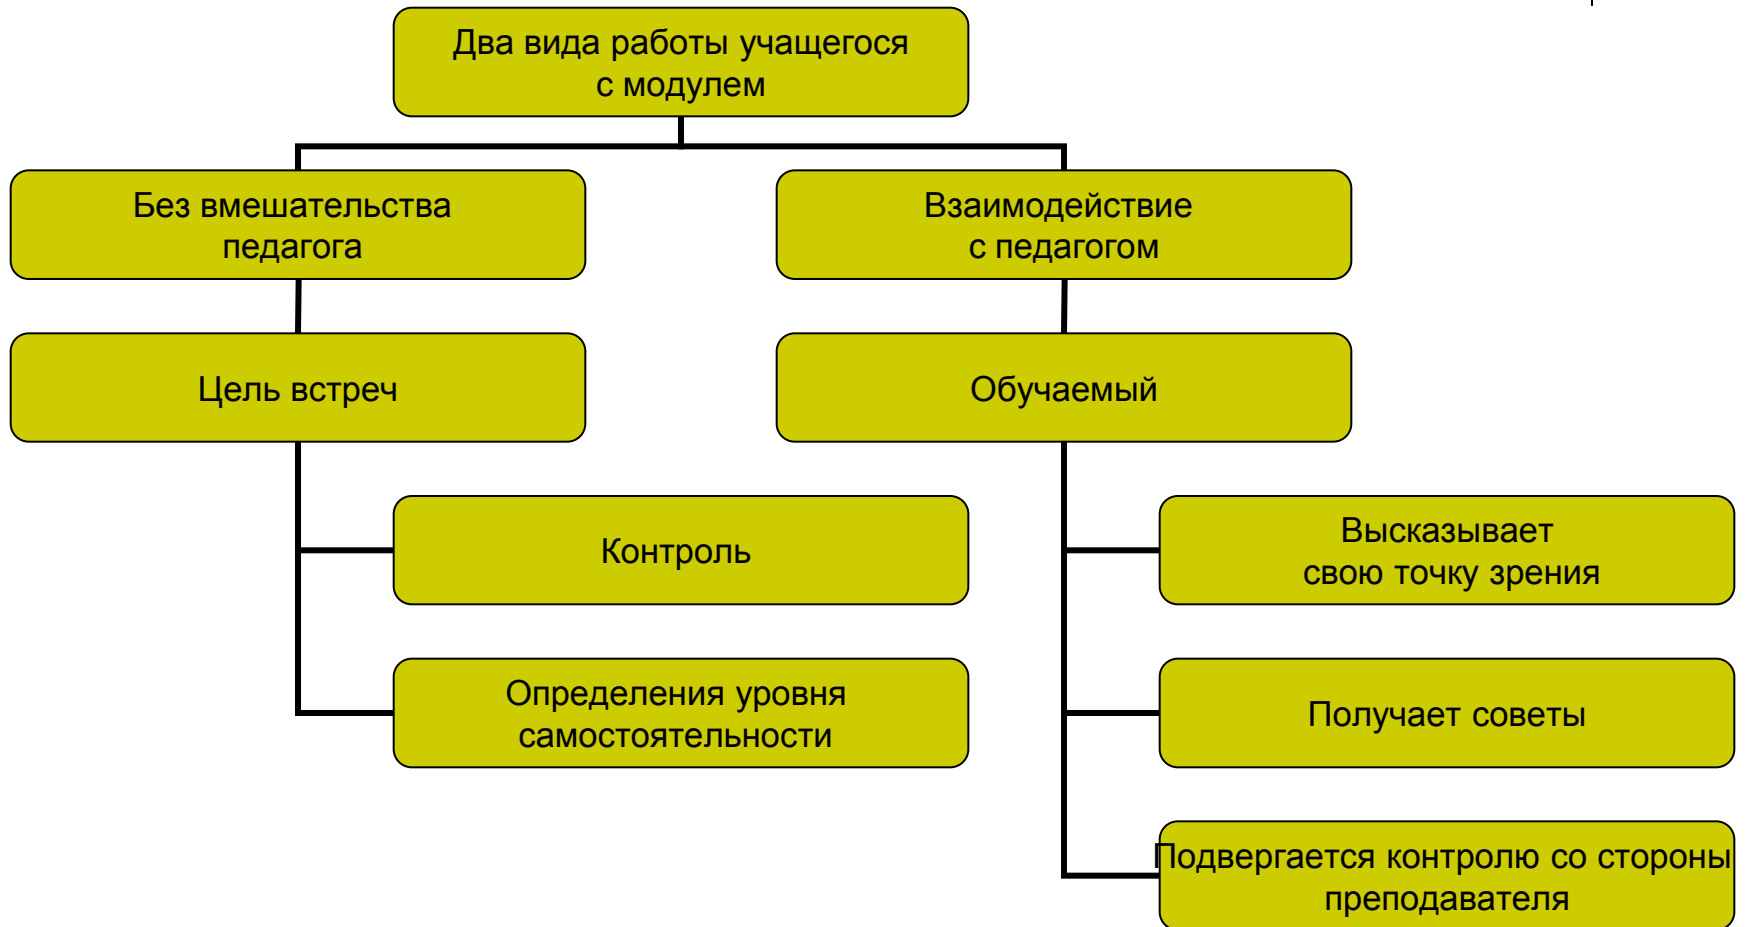 Два вида работы учащегося
с модулем
Без вмешательства
педагога
Взаимодействие
с педагогом
Цель встреч
Обучаемый
Контроль
Высказывает
свою точку зрения
Определения уровня
самостоятельности
Получает советы
Подвергается контролю со стороны
преподавателя